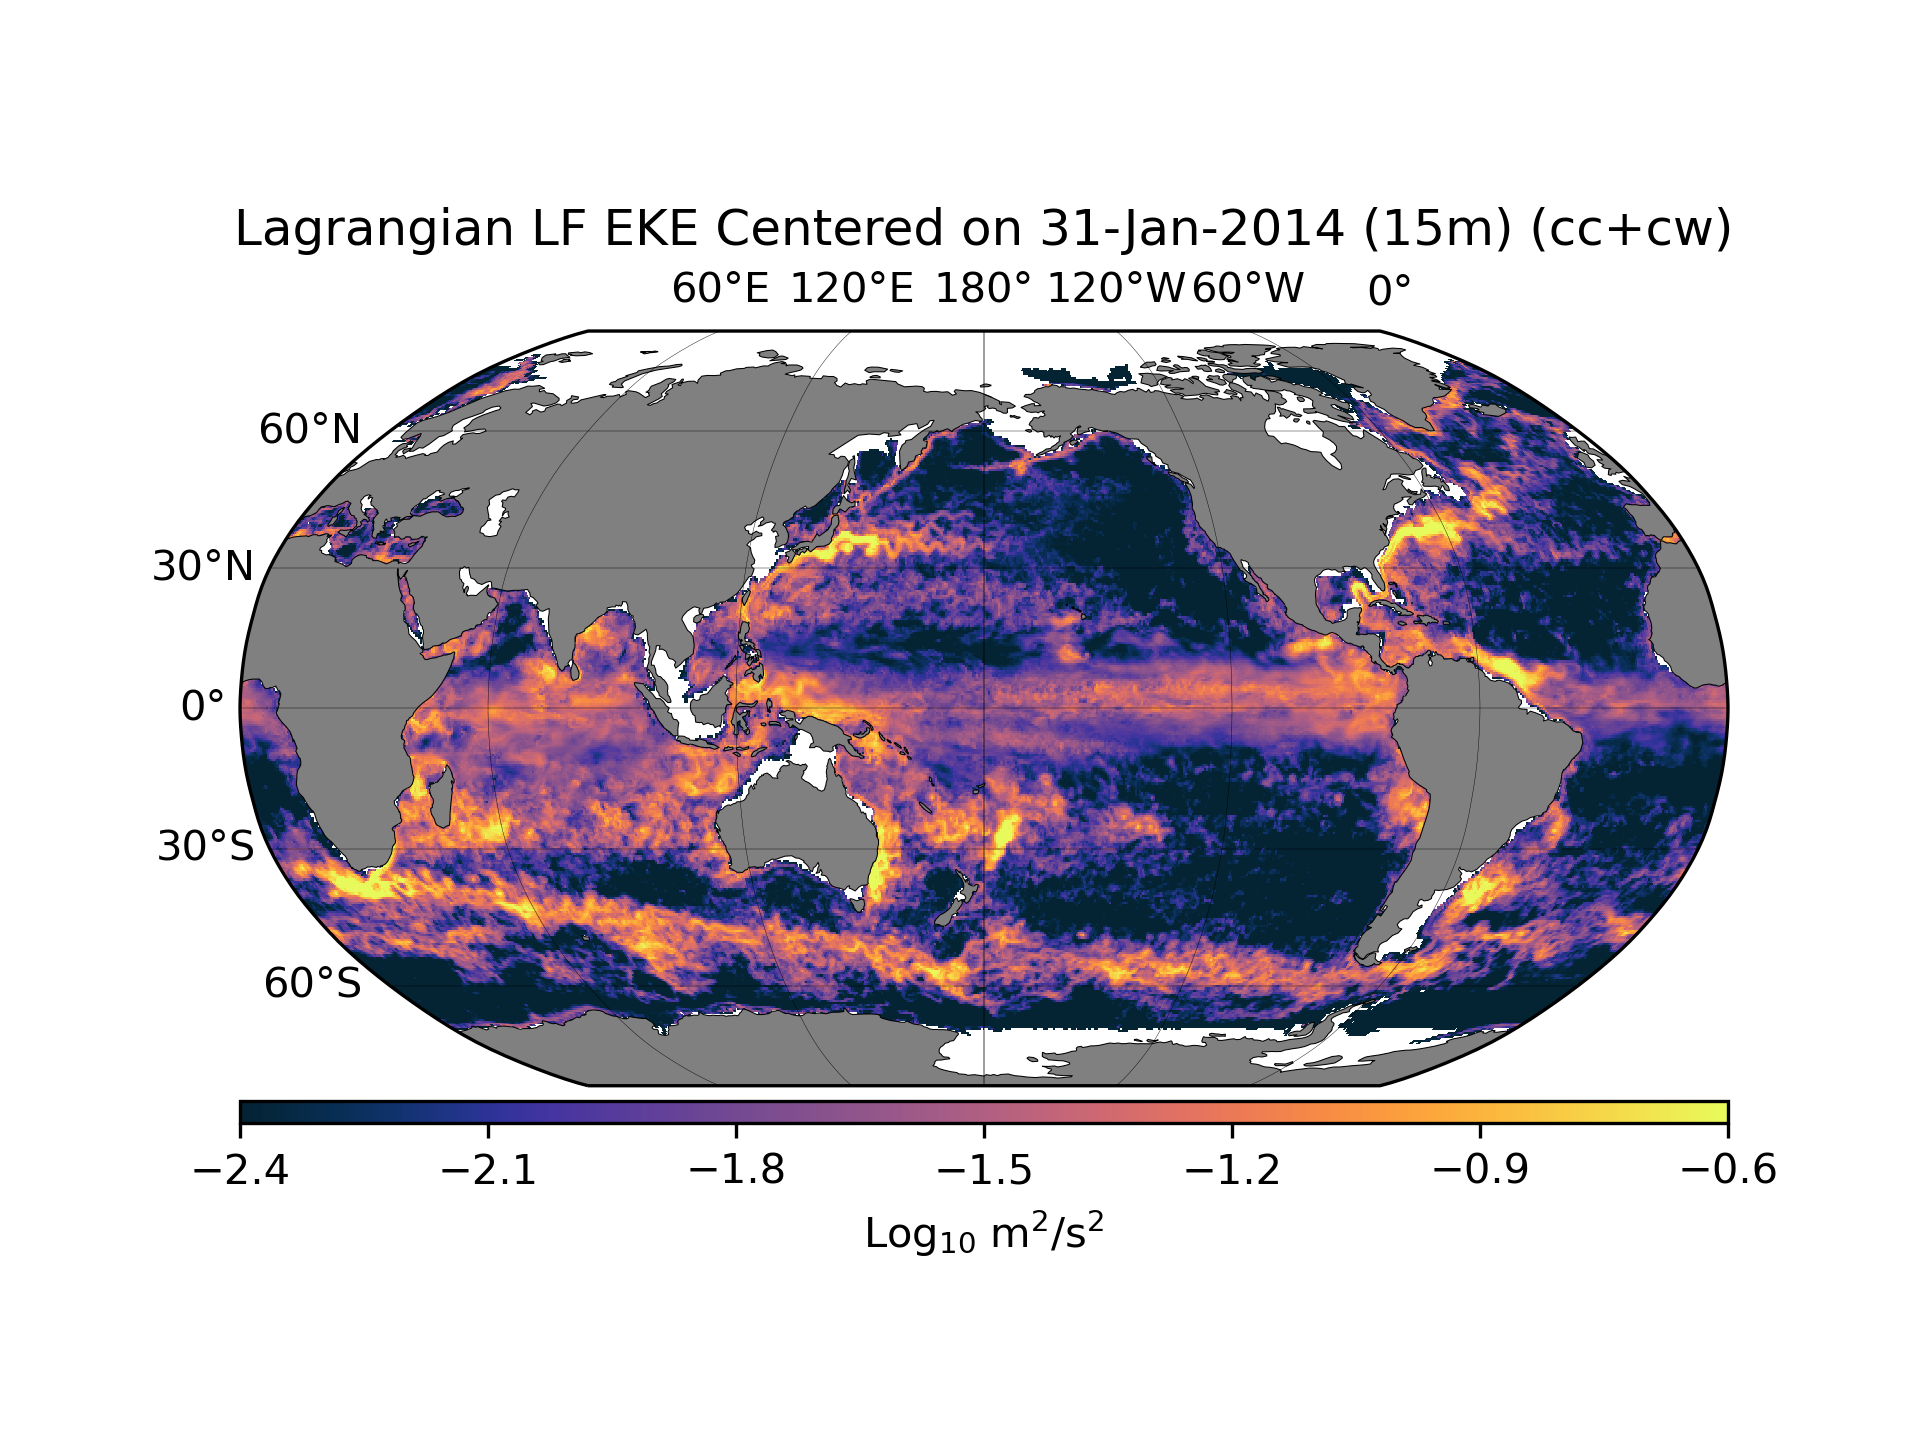 Lagrangian LF EKE Centered on 31-Jan-2014 (15m) (cc+cw)
60°E 120°E 180° 120°W 60°W 0°
60°N
30°N
0°
30°S
60°S
−2.4 −2.1 −1.8 −1.5 −1.2 −0.9 −0.6
Log₁₀ m²/s²